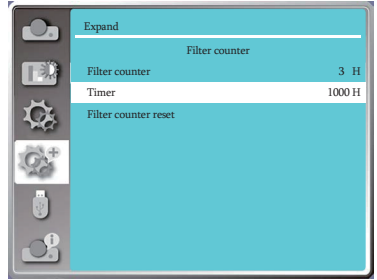 Expand
Filter counter
Filter counter 3 H
Timer 1000 H
Filter counter reset